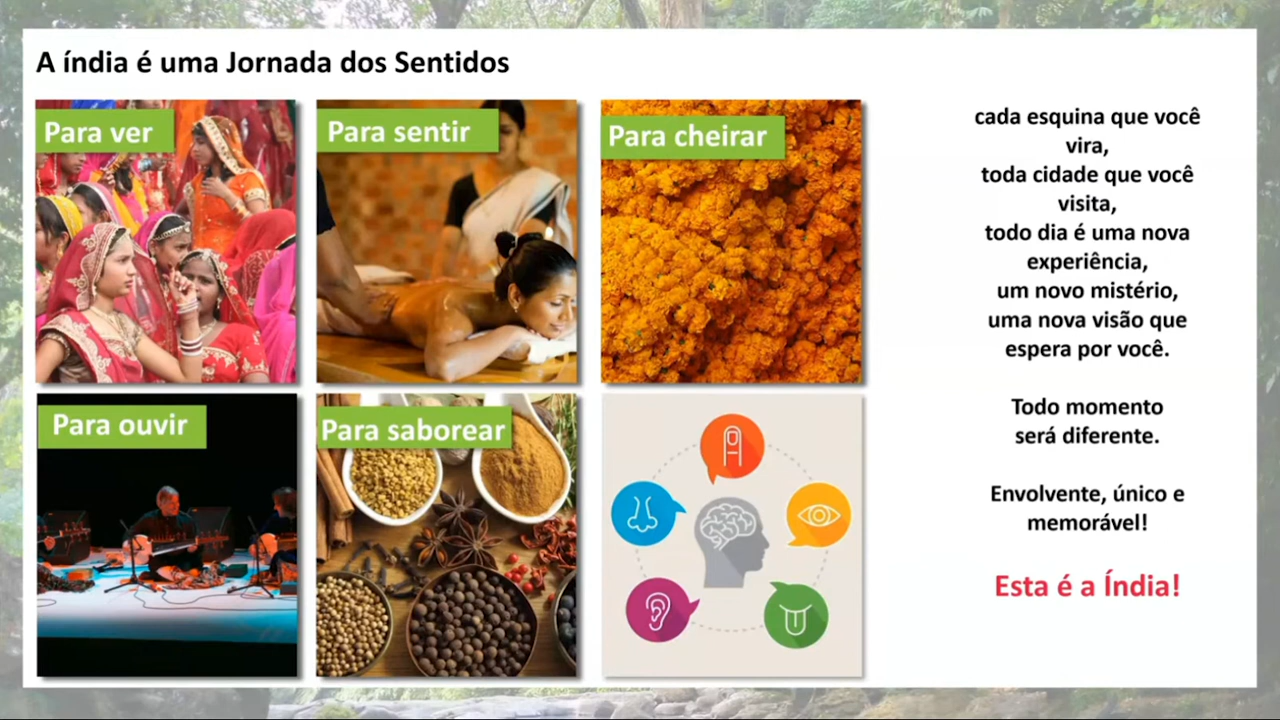 A índia é uma Jornada dos Sentidos
Para ver
Para sentir
Para cheirar
Para ouvir
Para saborear
cada esquina que você
vira,
toda cidade que você
visita,
todo dia é uma nova
experiência,
um novo mistério,
uma nova visão que
espera por você.
Todo momento
será diferente.
Envolvente, único e
memorável!
Esta é a Índia!